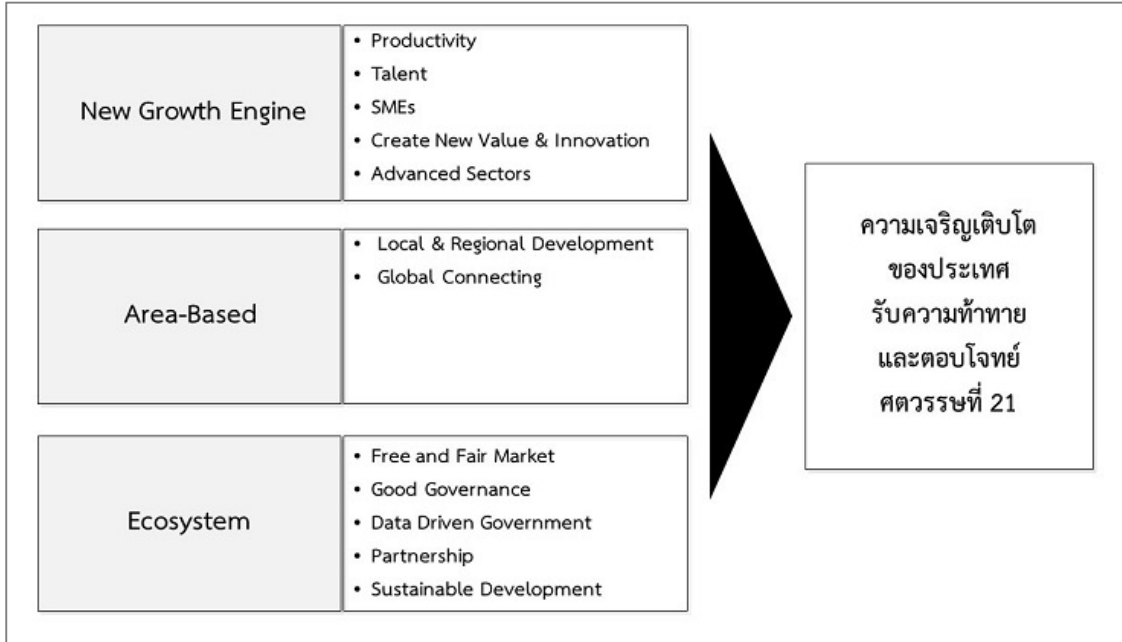 New Growth Engine
• Productivity
• Talent
• SMEs
• Create New Value & Innovation
• Advanced Sectors
Area-Based
• Local & Regional Development
• Global Connecting
Ecosystem
• Free and Fair Market
• Good Governance
• Data Driven Government
• Partnership
• Sustainable Development
ความเจริญเติบโต
ของประเทศ
รับความท้าทาย
และตอบโจทย์
ศตวรรษที่ 21